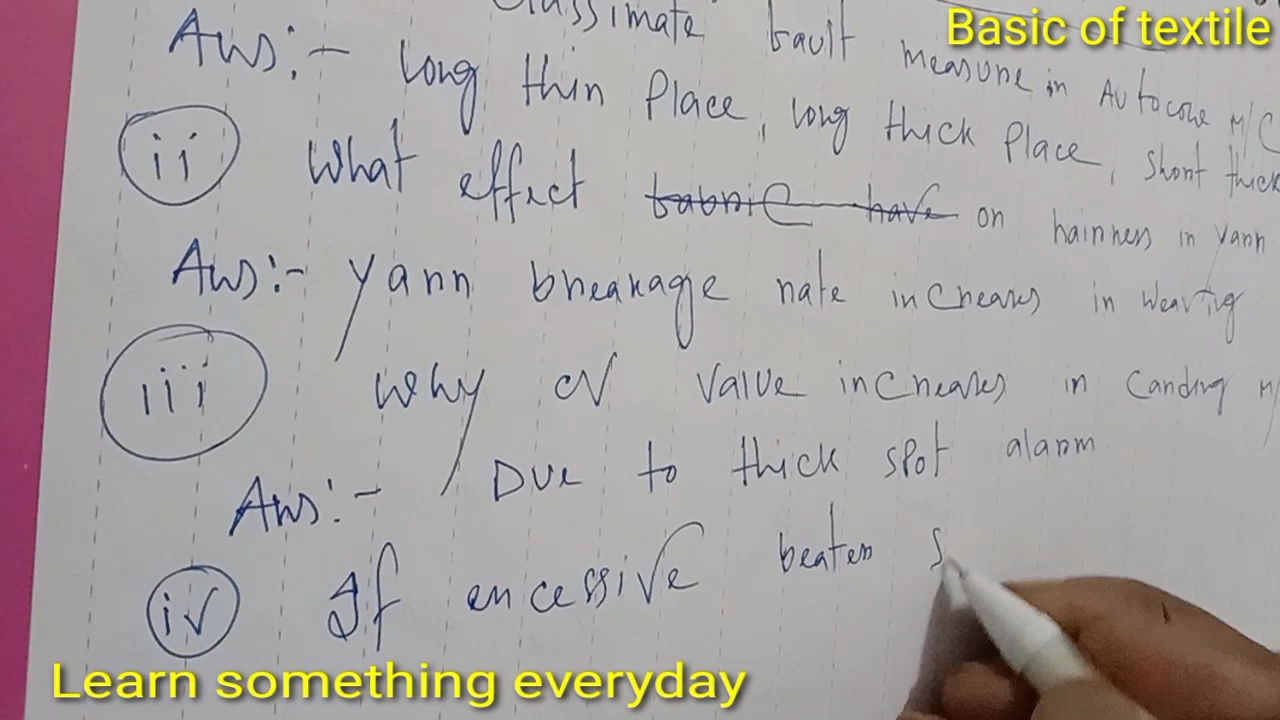 Basic of textile
Classimate fault measure in Autocone M/C
Ans:- long thin Place, long thick Place, short thick
ii What effect fabric have on hairness in yarn
Ans:- yarn breakage rate increases in weaving
iii Why CV value increases in Carding M/
Ans:- Due to thick spot alarm
iv If excessive beater s
Learn something everyday